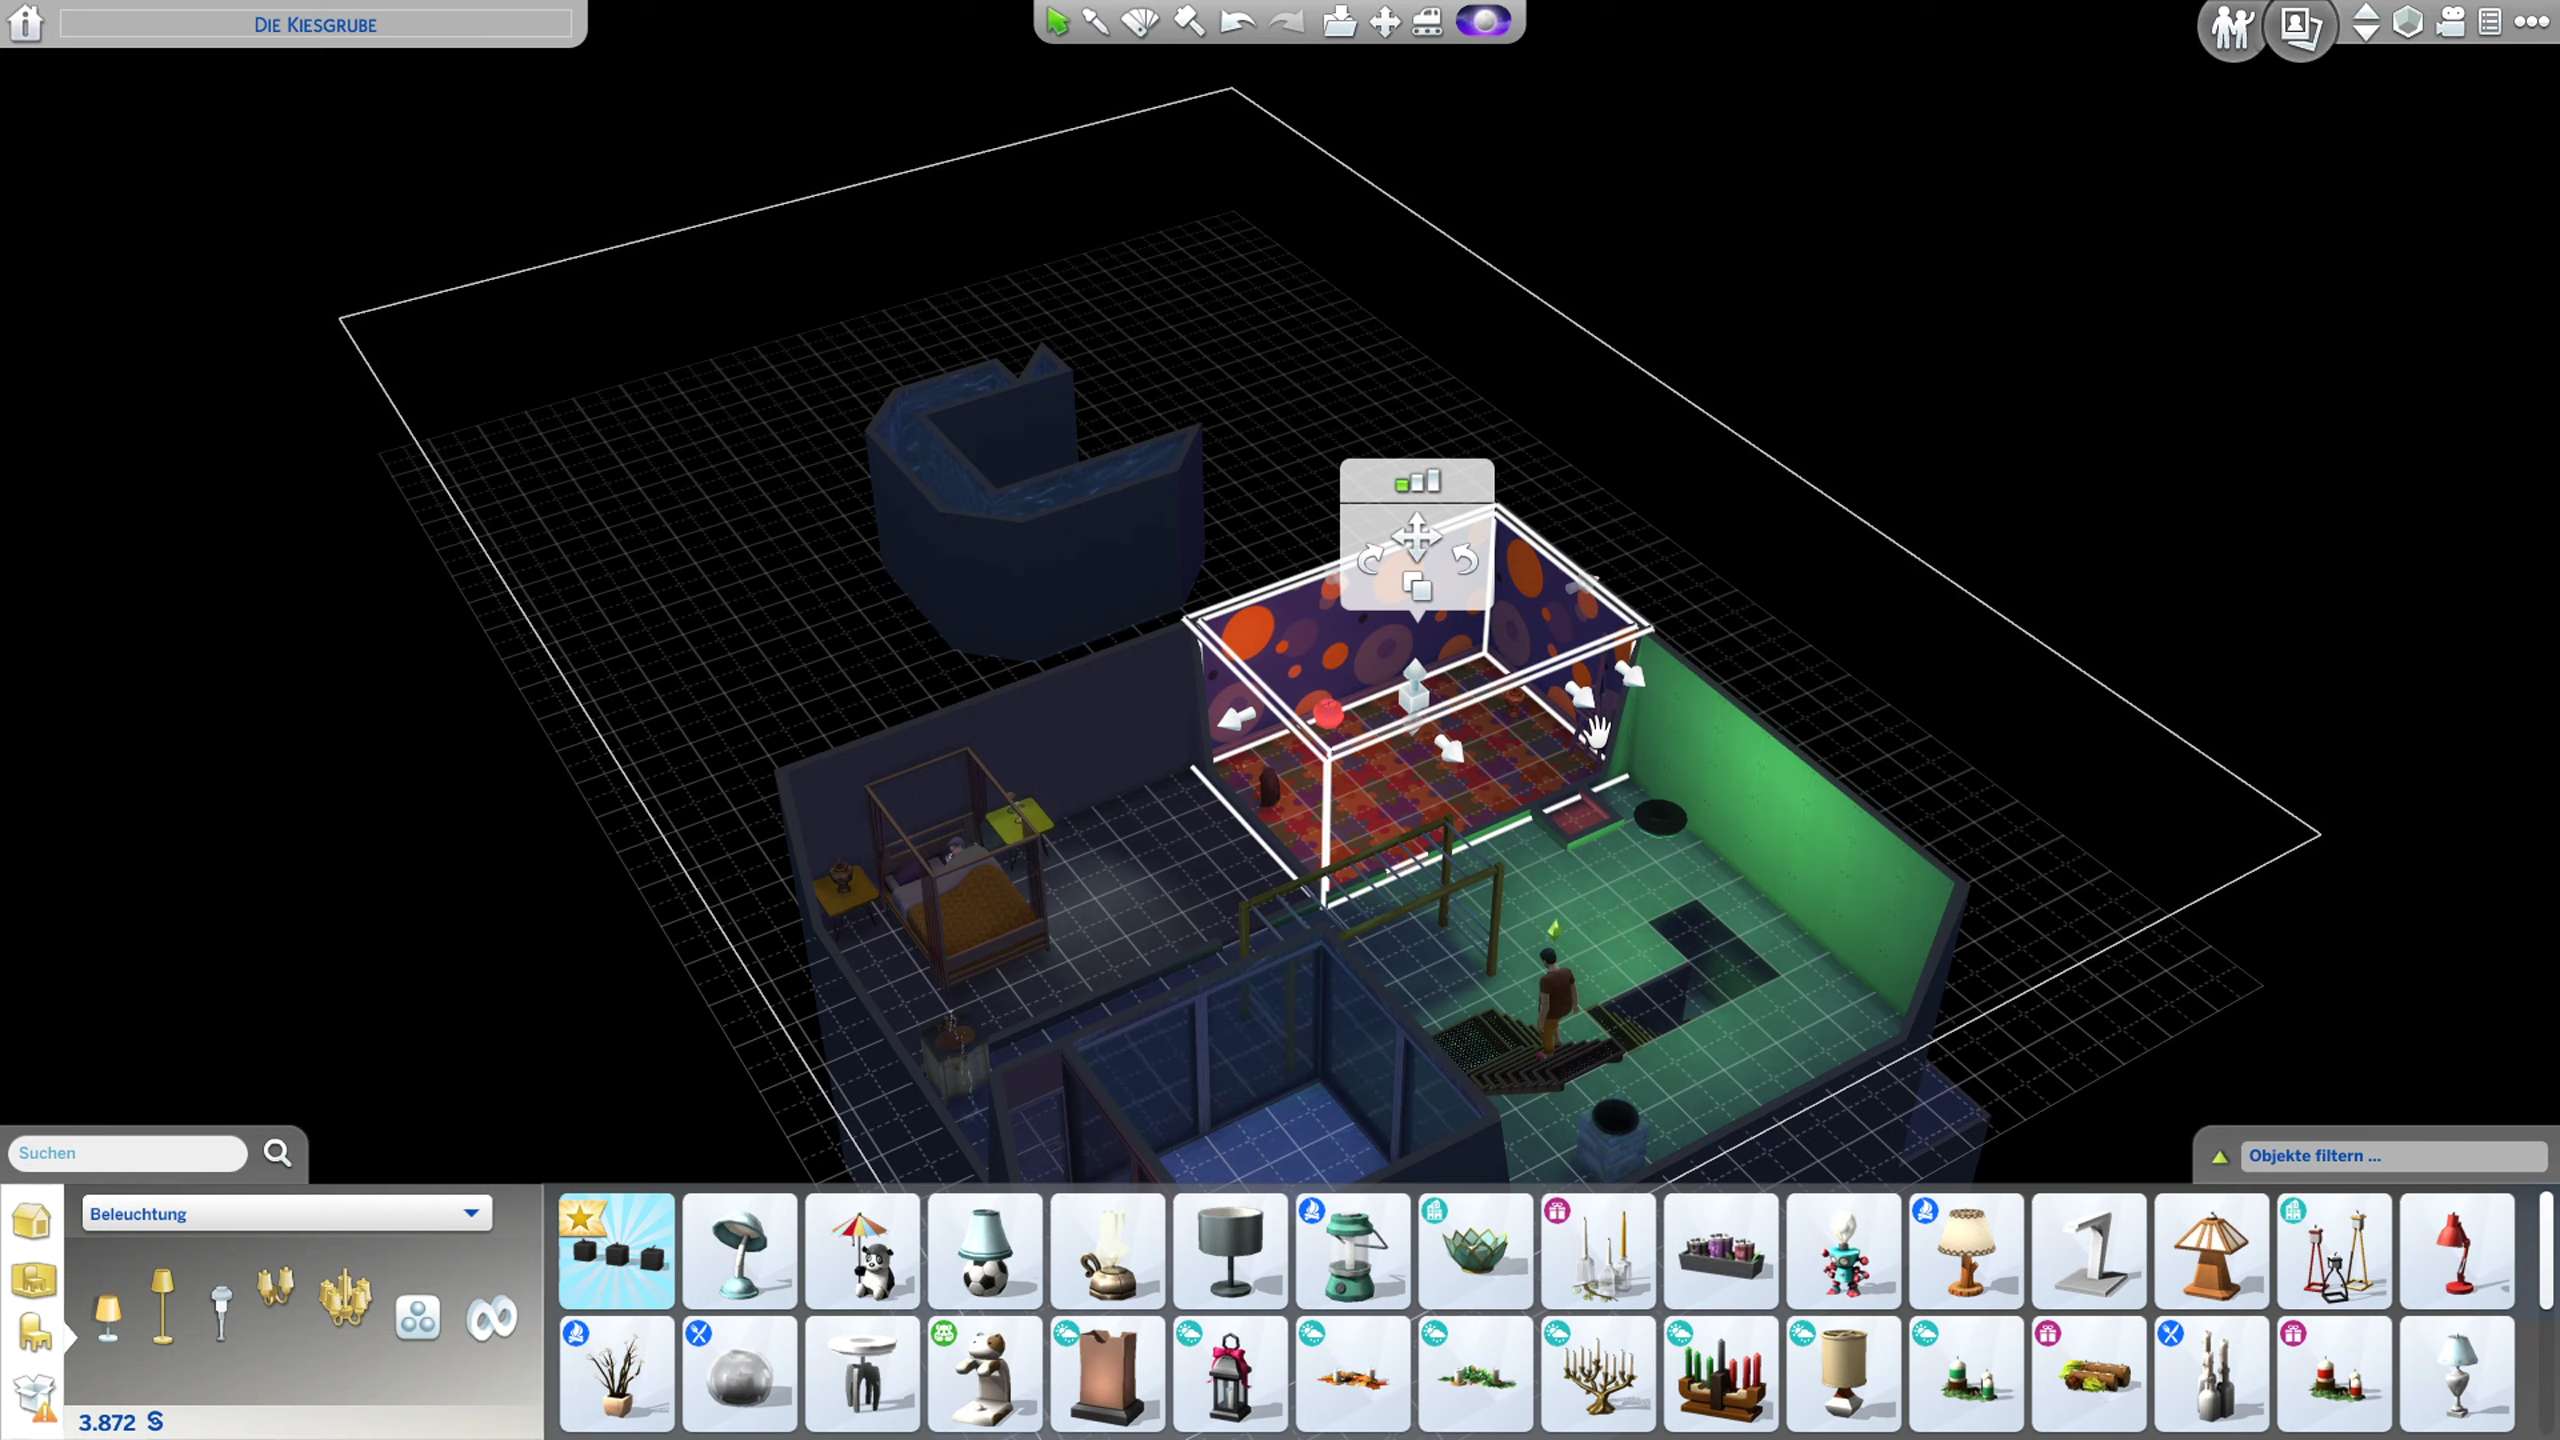 DIE KIESGRUBE
Suchen
Objekte filtern ...
Beleuchtung
3.872 §